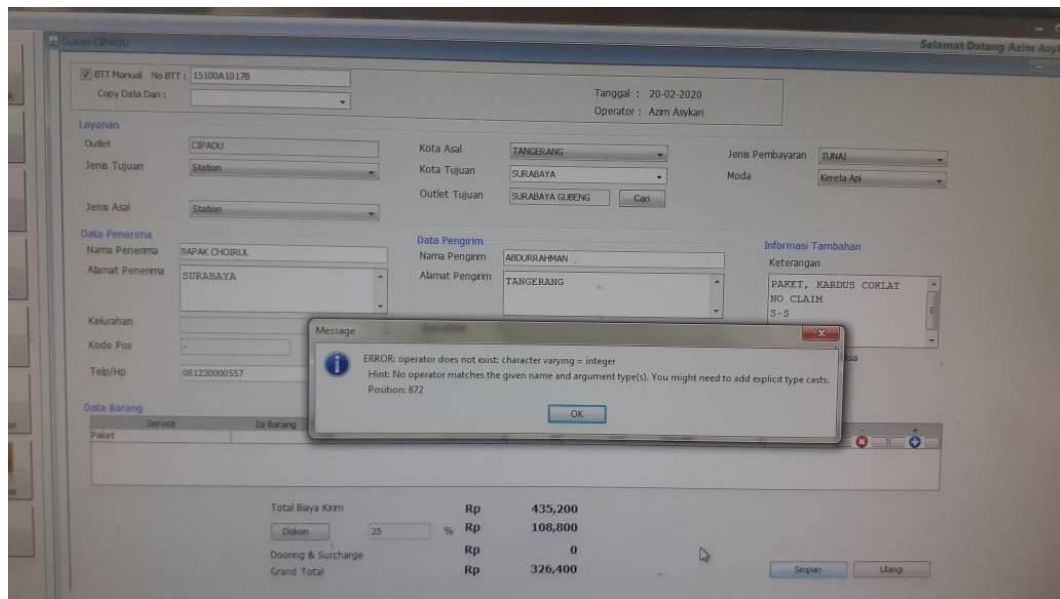 Outlet CIPADU
Selamat Datang Azim
BTT Manual No BTT : 15100A10178
Copy Data Dari :
Tanggal : 20-02-2020
Operator : Azim Asykari
Layanan
Outlet CIPADU Kota Asal TANGERANG Jenis Pembayaran TUNAI
Jenis Tujuan Station Kota Tujuan SURABAYA Moda Kereta Api
Outlet Tujuan SURABAYA GUBENG Cari
Jenis Asal Station
Data Penerima Data Pengirim Informasi Tambahan
Nama Penerima BAPAK CHOIRUL Nama Pengirim ABDURRAHMAN Keterangan
Alamat Penerima SURABAYA Alamat Pengirim TANGERANG PAKET, KARDUS COKLAT
NO CLAIM
S-S
Kelurahan
Kode Pos -
Telp/Hp 081230000557
Message
ERROR: operator does not exist: character varying = integer
Hint: No operator matches the given name and argument type(s). You might need to add explicit type casts.
Position: 872
OK
Data Barang
Service Isi Barang - +
Paket
Total Biaya Kirim Rp 435,200
Diskon 25 % Rp 108,800
Dooring & Surcharge Rp 0
Grand Total Rp 326,400
Simpan Ulangi